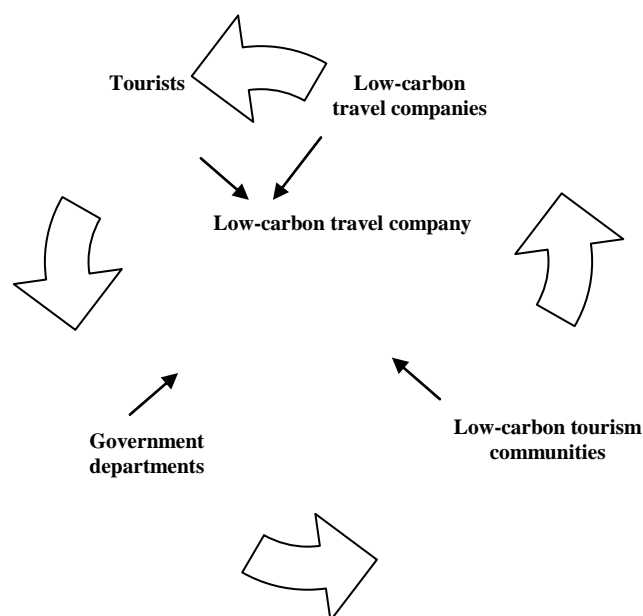 Tourists
Low-carbon
travel companies
Low-carbon travel company
Government
departments
Low-carbon tourism
communities